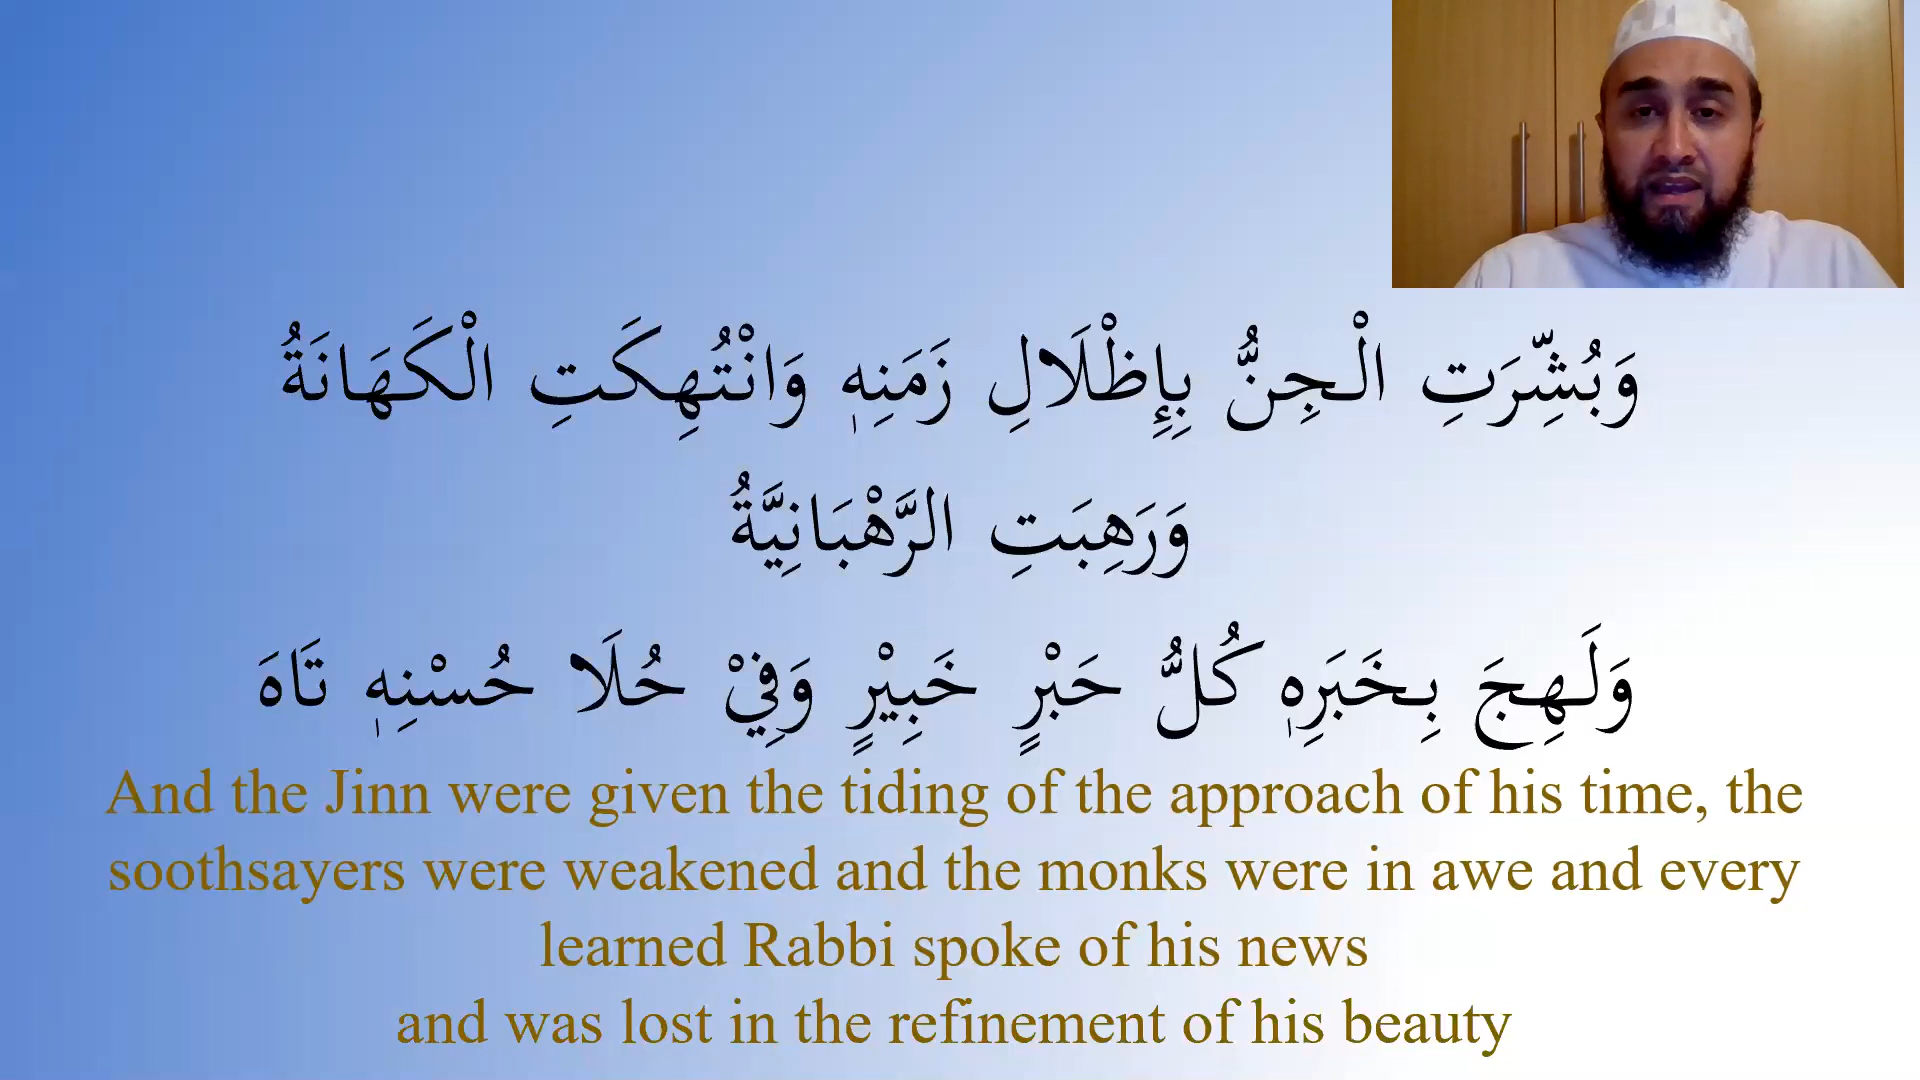 وَبُشِّرَتِ الْجِنُّ بِإِظْلَالِ زَمَنِهٖ وَانْتُهِكَتِ الْكَهَانَةُ
وَرَهِبَتِ الرَّهْبَانِيَّةُ
وَلَهِجَ بِخَبَرِهٖ كُلُّ حَبْرٍ خَبِيْرٍ وَفِيْ حُلَا حُسْنِهٖ تَاهَ
And the Jinn were given the tiding of the approach of his time, the
soothsayers were weakened and the monks were in awe and every
learned Rabbi spoke of his news
and was lost in the refinement of his beauty